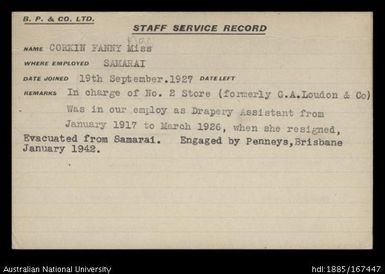 B. P. & CO. LTD.
STAFF SERVICE RECORD
NAME CORKIN FANNY Miss
WHERE EMPLOYED SAMARAI
DATE JOINED 19th September.1927 DATE LEFT
REMARKS In charge of No. 2 Store (formerly G.A.Loudon & Co)
Was in our employ as Drapery Assistant from
January 1917 to March 1926, when she resigned,
Evacuated from Samarai. Engaged by Penneys,Brisbane
January 1942.
Australian National University
hdl:1885/167447